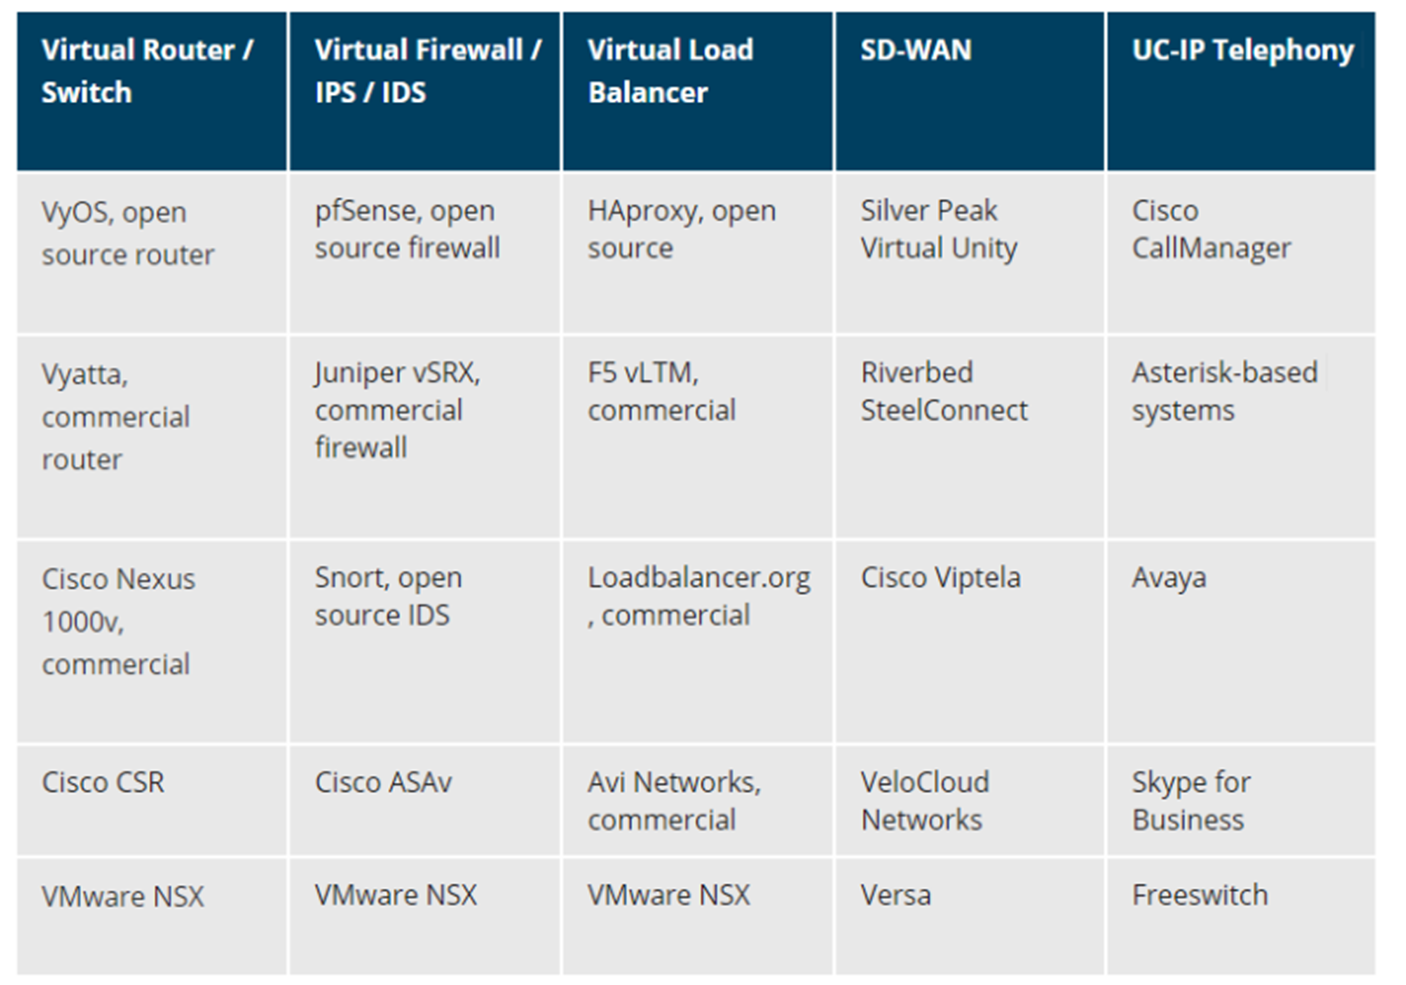 Virtual Router /
Switch
Virtual Firewall /
IPS / IDS
Virtual Load
Balancer
SD-WAN
UC-IP Telephony
VyOS, open
source router
pfSense, open
source firewall
HAproxy, open
source
Silver Peak
Virtual Unity
Cisco
CallManager
Vyatta,
commercial
router
Juniper vSRX,
commercial
firewall
F5 vLTM,
commercial
Riverbed
SteelConnect
Asterisk-based
systems
Cisco Nexus
1000v,
commercial
Snort, open
source IDS
Loadbalancer.org
, commercial
Cisco Viptela
Avaya
Cisco CSR
Cisco ASAv
Avi Networks,
commercial
VeloCloud
Networks
Skype for
Business
VMware NSX
VMware NSX
VMware NSX
Versa
Freeswitch